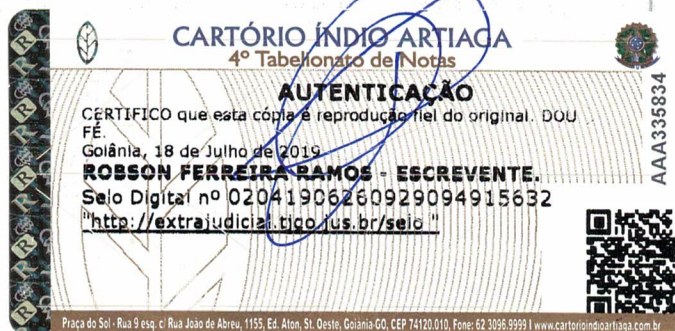 CARTÓRIO ÍNDIO ARTIAGA
4º Tabelionato de Notas
AUTENTICAÇÃO
CERTIFICO que esta cópia é reprodução fiel do original. DOU
FÉ.
Goiânia, 18 de Julho de 2019
ROBSON FERREIRA RAMOS - ESCREVENTE.
Selo Digital nº 02041906260929094915632
"http://extrajudicial.tjgo.jus.br/selo "
AAA335834
Praça do Sol - Rua 9 esq. c/ Rua João de Abreu, 1155, Ed. Aton, St. Oeste, Goiânia-GO, CEP 74120.010, Fone: 62 3096.9999 I www.cartorioindioartiaga.com.br